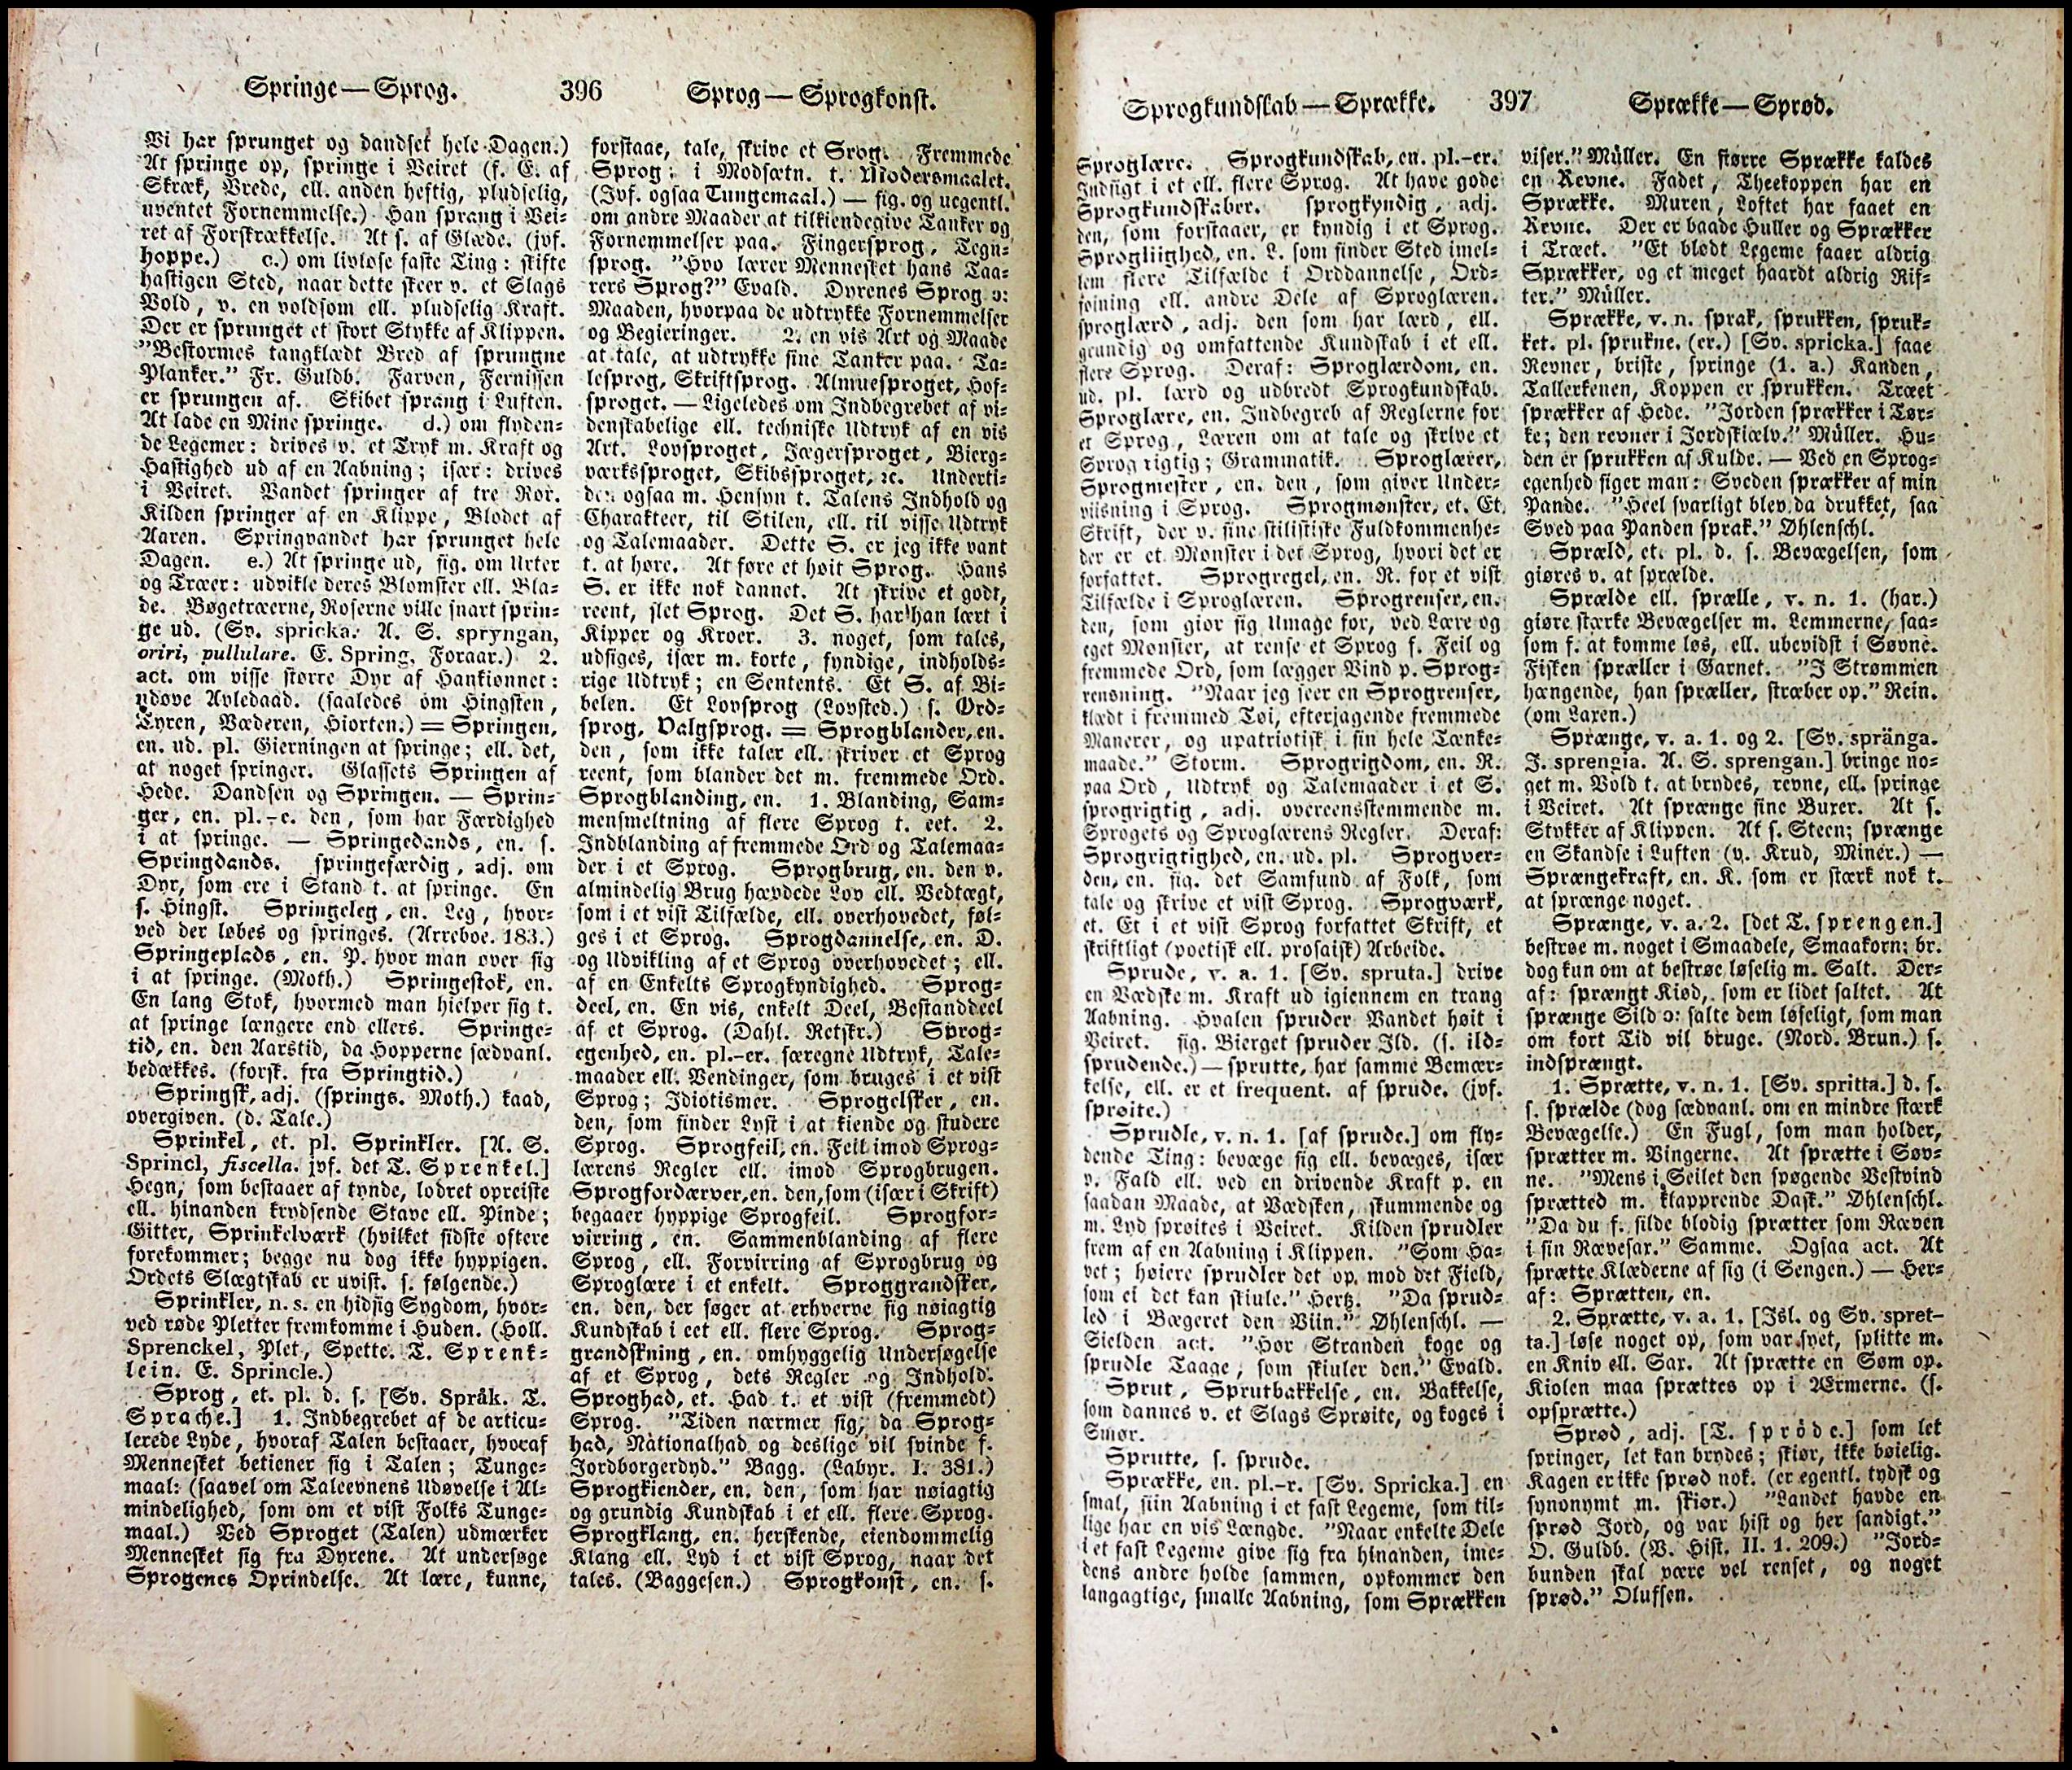 Springe — Sprog. 396 Sprog — Sprogkonst.
Vi har sprunget og dandset hele Dagen.)
At springe op, springe i Veiret (f. E. af
Skræk, Vrede, ell. anden heftig, pludselig,
uventet Fornemmelse.) Han sprang i Vei-
ret af Forskrækkelse. At s. af Glæde. (jvf.
hoppe.) c.) om livløse faste Ting: skifte
hastigen Sted, naar dette skeer v. et Slags
Vold, v. en voldsom ell. pludselig Kraft.
Der er sprunget et stort Stykke af Klippen.
"Bestormes tangklædt Bred af sprungne
Planker." Fr. Guldb. Farven, Fernissen
er sprungen af. Skibet sprang i Luften.
At lade en Mine springe. d.) om flyden-
de Legemer: drives v. et Tryk m. Kraft og
Hastighed ud af en Aabning; især: drives
i Veiret. Vandet springer af tre Rør.
Kilden springer af en Klippe, Blodet af
Aaren. Springvandet har sprunget hele
Dagen. e.) At springe ud, fig. om Urter
og Træer: udvikle deres Blomster ell. Bla-
de. Bøgetræerne, Roserne ville snart sprin-
ge ud. (Sv. spricka. A. S. spryngan,
oriri, pullulare. E. Spring, Foraar.) 2.
act. om visse større Dyr af Hankiønnet:
udøve Avledaad. (saaledes om Hingsten,
Tyren, Væderen, Hiorten.) = Springen,
en. ud. pl. Gierningen at springe; ell. det,
at noget springer. Glassets Springen af
Hede. Dandsen og Springen. — Sprin-
ger, en. pl.-e. den, som har Færdighed
i at springe. — Springedands, en. s.
Springdands. springefærdig, adj. om
Dyr, som ere i Stand t. at springe. En
s. Hingst. Springeleg, en. Leg, hvor-
ved der løbes og springes. (Arreboe. 183.)
Springeplads, en. P. hvor man øver sig
i at springe. (Moth.) Springestok, en.
En lang Stok, hvormed man hielper sig t.
at springe længere end ellers. Springe-
tid, en. den Aarstid, da Hopperne sædvanl.
bedækkes. (forsk. fra Springtid.)
Springsk, adj. (springs. Moth.) kaad,
overgiven. (d. Tale.)
Sprinkel, et. pl. Sprinkler. [A. S.
Sprincl, fiscella. jvf. det T. Sprenkel.]
Hegn, som bestaaer af tynde, lodret opreiste
ell. hinanden krydsende Stave ell. Pinde;
Gitter, Sprinkelværk (hvilket sidste oftere
forekommer; begge nu dog ikke hyppigen.
Ordets Slægtskab er uvist. s. følgende.)
Sprinkler, n. s. en hidsig Sygdom, hvor-
ved røde Pletter fremkomme i Huden. (Holl.
Sprenckel, Plet, Spette. T. Sprenk-
lein. E. Sprincle.)
Sprog, et. pl. d. s. [Sv. Språk. T.
Sprache.] 1. Indbegrebet af de articu-
lerede Lyde, hvoraf Talen bestaaer, hvoraf
Mennesket betiener sig i Talen; Tunge-
maal: (saavel om Taleevnens Udøvelse i Al-
mindelighed, som om et vist Folks Tunge-
maal.) Ved Sproget (Talen) udmærker
Mennesket sig fra Dyrene. At undersøge
Sprogenes Oprindelse. At lære, kunne,
forstaae, tale, skrive et Srog. Fremmede
Sprog: i Modsætn. t. Modersmaalet.
(Jvf. ogsaa Tungemaal.) — fig. og uegentl.
om andre Maader at tilkiendegive Tanker og
Fornemmelser paa. Fingersprog, Tegn-
sprog. "Hvo lærer Mennesket hans Taa-
rers Sprog?" Evald. Dyrenes Sprog ɔ:
Maaden, hvorpaa de udtrykke Fornemmelser
og Begieringer. 2. en vis Art og Maade
at tale, at udtrykke sine Tanker paa. Ta-
lesprog, Skriftsprog. Almuesproget, Hof-
sproget. — Ligeledes om Indbegrebet af vi-
denskabelige ell. techniske Udtryk af en vis
Art. Lovsproget, Jægersproget, Bierg-
værkssproget, Skibssproget, ꝛc. Underti-
den ogsaa m. Hensyn t. Talens Indhold og
Charakteer, til Stilen, ell. til visse Udtryk
og Talemaader. Dette S. er jeg ikke vant
t. at høre. At føre et høit Sprog. Hans
S. er ikke nok dannet. At skrive et godt,
reent, slet Sprog. Det S. har han lært i
Kipper og Kroer. 3. noget, som tales,
udsiges, især m. korte, fyndige, indholds-
rige Udtryk; en Sentents. Et S. af Bi-
belen. Et Lovsprog (Lovsted.) s. Ord-
sprog, Valgsprog. = Sprogblander, en.
den, som ikke taler ell. skriver et Sprog
reent, som blander det m. fremmede Ord.
Sprogblanding, en. 1. Blanding, Sam-
mensmeltning af flere Sprog t. eet. 2.
Indblanding af fremmede Ord og Talemaa-
der i et Sprog. Sprogbrug, en. den v.
almindelig Brug hævdede Lov ell. Vedtægt,
som i et vist Tilfælde, ell. overhovedet, føl-
ges i et Sprog. Sprogdannelse, en. D.
og Udvikling af et Sprog overhovedet; ell.
af en Enkelts Sprogkyndighed. Sprog-
deel, en. En vis, enkelt Deel, Bestanddeel
af et Sprog. (Dahl. Retskr.) Sprog-
egenhed, en. pl.-er. særegne Udtryk, Tale-
maader ell. Vendinger, som bruges i et vist
Sprog; Idiotismer. Sprogelsker, en.
den, som finder Lyst i at kiende og studere
Sprog. Sprogfeil, en. Feil imod Sprog-
lærens Regler ell. imod Sprogbrugen.
Sprogfordærver, en. den, som (især i Skrift)
begaaer hyppige Sprogfeil. Sprogfor-
virring, en. Sammenblanding af flere
Sprog, ell. Forvirring af Sprogbrug og
Sproglære i et enkelt. Sproggrandsker,
en. den, der søger at erhverve sig nøiagtig
Kundskab i eet ell. flere Sprog. Sprog-
grandskning, en. omhyggelig Undersøgelse
af et Sprog, dets Regler og Indhold.
Sproghad, et. Had t. et vist (fremmedt)
Sprog. "Tiden nærmer sig, da Sprog-
had, Nationalhad og deslige vil svinde f.
Jordborgerdyd." Bagg. (Labyr. I. 381.)
Sprogkiender, en. den, som har nøiagtig
og grundig Kundskab i et ell. flere Sprog.
Sprogklang, en. herskende, eiendommelig
Klang ell. Lyd i et vist Sprog, naar det
tales. (Baggesen.) Sprogkonst, en. s.
Sprogkundskab — Sprække. 397 Sprække — Sprød.
Sproglære. Sprogkundskab, en. pl.-er.
Indsigt i et ell. flere Sprog. At have gode
Sprogkundskaber. sprogkyndig, adj.
den, som forstaaer, er kyndig i et Sprog.
Sprogliighed, en. L. som finder Sted imel-
lem flere Tilfælde i Orddannelse, Ord-
føining ell. andre Dele af Sproglæren.
sproglærd, adj. den som har lærd, ell.
grundig og omfattende Kundskab i et ell.
flere Sprog. Deraf: Sproglærdom, en.
ud. pl. lærd og udbredt Sprogkundskab.
Sproglære, en. Indbegreb af Reglerne for
et Sprog, Læren om at tale og skrive et
Sprog rigtig; Grammatik. Sproglærer,
Sprogmester, en. den, som giver Under-
viisning i Sprog. Sprogmønster, et. Et
Skrift, der v. sine stilistiske Fuldkommenhe-
der er et Mønster i det Sprog, hvori det er
forfattet. Sprogregel, en. R. for et vist
Tilfælde i Sproglæren. Sprogrenser, en.
den, som giør sig Umage for, ved Lære og
eget Mønster, at rense et Sprog f. Feil og
fremmede Ord, som lægger Vind p. Sprog-
rensning. "Naar jeg seer en Sprogrenser,
klædt i fremmed Tøi, efterjagende fremmede
Manerer, og upatriotisk i sin hele Tænke-
maade." Storm. Sprogrigdom, en. R.
paa Ord, Udtryk og Talemaader i et S.
sprogrigtig, adj. overeensstemmende m.
Sprogets og Sproglærens Regler. Deraf:
Sprogrigtighed, en. ud. pl. Sprogver-
den, en. fig. det Samfund af Folk, som
tale og skrive et vist Sprog. Sprogværk,
et. Et i et vist Sprog forfattet Skrift, et
skriftligt (poetisk ell. prosaisk) Arbeide.
Sprude, v. a. 1. [Sv. spruta.] drive
en Vædske m. Kraft ud igiennem en trang
Aabning. Hvalen spruder Vandet høit i
Veiret. fig. Bierget spruder Ild. (s. ild-
sprudende.) — sprutte, har samme Bemær-
kelse, ell. er et frequent. af sprude. (jvf.
sprøite.)
Sprudle, v. n. 1. [af sprude.] om fly-
dende Ting: bevæge sig ell. bevæges, især
v. Fald ell. ved en drivende Kraft p. en
saadan Maade, at Vædsken, skummende og
m. Lyd sprøites i Veiret. Kilden sprudler
frem af en Aabning i Klippen. "Som Ha-
vet; høiere sprudler det op mod det Field,
som ei det kan skiule." Hertz. "Da sprud-
led i Bægeret den Viin." Øhlenschl. —
Sielden act. "Hør Stranden koge og
sprudle Taage, som skiuler den." Evald.
Sprut, Sprutbakkelse, en. Bakkelse,
som dannes v. et Slags Sprøite, og koges i
Smør.
Sprutte, s. sprude.
Sprække, en. pl.-r. [Sv. Spricka.] en
smal, fiin Aabning i et fast Legeme, som til-
lige har en vis Længde. "Naar enkelte Dele
i et fast Legeme give sig fra hinanden, ime-
dens andre holde sammen, opkommer den
langagtige, smalle Aabning, som Sprækken
viser." Müller. En større Sprække kaldes
en Revne. Fadet, Theekoppen har en
Sprække. Muren, Loftet har faaet en
Revne. Der er baade Huller og Sprækker
i Træet. "Et blødt Legeme faaer aldrig
Sprækker, og et meget haardt aldrig Rif-
ter." Müller.
Sprække, v. n. sprak, sprukken, spruk-
ket. pl. sprukne. (er.) [Sv. spricka.] faae
Revner, briste, springe (1. a.) Kanden,
Tallerkenen, Koppen er sprukken. Træet
sprækker af Hede. "Jorden sprækker i Tør-
ke; den revner i Jordskiælv." Müller. Hu-
den er sprukken af Kulde. — Ved en Sprog-
egenhed siger man: Sveden sprækker af min
Pande. "Heel svarligt blev da drukket, saa
Sved paa Panden sprak." Øhlenschl.
Spræld, et. pl. d. s. Bevægelsen, som
giøres v. at sprælde.
Sprælde ell. sprælle, v. n. 1. (har.)
giøre stærke Bevægelser m. Lemmerne, saa-
som f. at komme løs, ell. ubevidst i Søvne.
Fisken spræller i Garnet. "I Strømmen
hængende, han spræller, stræber op." Rein.
(om Laxen.)
Sprænge, v. a. 1. og 2. [Sv. spränga.
I. sprengia. A. S. sprengan.] bringe no-
get m. Vold t. at brydes, revne, ell. springe
i Veiret. At sprænge sine Buxer. At s.
Stykker af Klippen. At s. Steen; sprænge
en Skandse i Luften (v. Krud, Miner.) —
Sprængekraft, en. K. som er stærk nok t.
at sprænge noget.
Sprænge, v. a. 2. [det T. sprengen.]
bestrøe m. noget i Smaadele, Smaakorn; br.
dog kun om at bestrøe løselig m. Salt. Der-
af: sprængt Kiød, som er lidet saltet. At
sprænge Sild ɔ: salte dem løseligt, som man
om kort Tid vil bruge. (Nord. Brun.) s.
indsprængt.
1. Sprætte, v. n. 1. [Sv. spritta.] d. s.
s. sprælde (dog sædvanl. om en mindre stærk
Bevægelse.) En Fugl, som man holder,
sprætter m. Vingerne. At sprætte i Søv-
ne. "Mens i Seilet den spøgende Vestvind
sprætted m. klapprende Dask." Øhlenschl.
"Da du f. silde blodig sprætter som Ræven
i sin Rævesax." Samme. Ogsaa act. At
sprætte Klæderne af sig (i Sengen.) — Her-
af: Sprætten, en.
2. Sprætte, v. a. 1. [Isl. og Sv. spret-
ta.] løse noget op, som var syet, splitte m.
en Kniv ell. Sax. At sprætte en Søm op.
Kiolen maa sprættes op i Ærmerne. (s.
opsprætte.)
Sprød, adj. [T. spröde.] som let
springer, let kan brydes; skiør, ikke bøielig.
Kagen er ikke sprød nok. (er egentl. tydsk og
synonymt m. skiør.) "Landet havde en
sprød Jord, og var hist og her sandigt."
O. Guldb. (V. Hist. II. 1. 209.) "Jord-
bunden skal være vel renset, og noget
sprød." Olufsen.